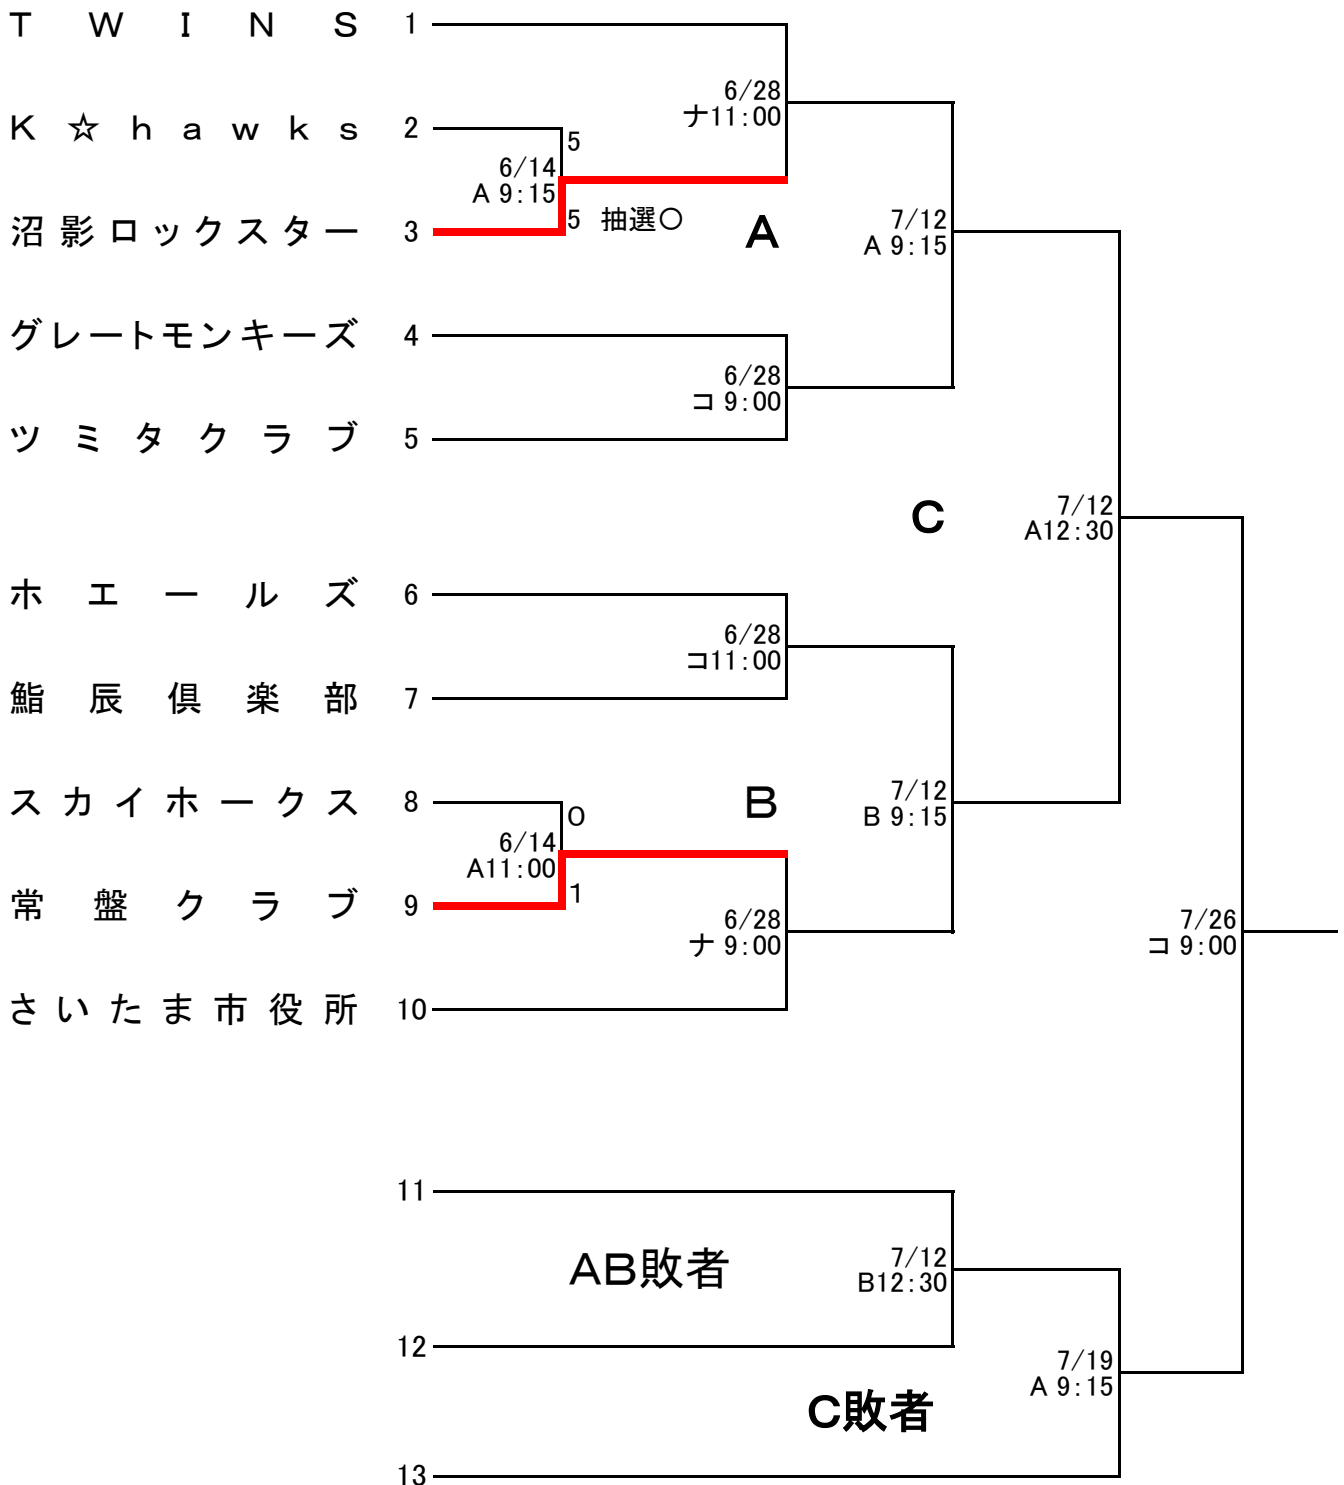 TWINS 1
6/28
ナ11:00
K☆hawks 2
5
6/14
A 9:15
沼影ロックスター 3
5 抽選○
A
7/12
A 9:15
グレートモンキーズ 4
6/28
コ 9:00
ツミタクラブ 5
C
7/12
A12:30
ホエールズ 6
6/28
コ11:00
鮨辰倶楽部 7
スカイホークス 8
0
B
7/12
B 9:15
6/14
A11:00
常盤クラブ 9
1
6/28
ナ 9:00
7/26
コ 9:00
さいたま市役所 10
11
AB敗者
7/12
B12:30
12
7/19
A 9:15
C敗者
13